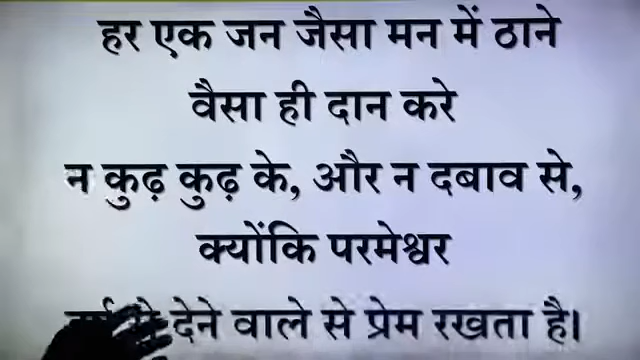 हर एक जन जैसा मन में ठाने
वैसा ही दान करे
न कुढ़ कुढ़ के, और न दबाव से,
क्योंकि परमेश्वर
देने वाले से प्रेम रखता है।